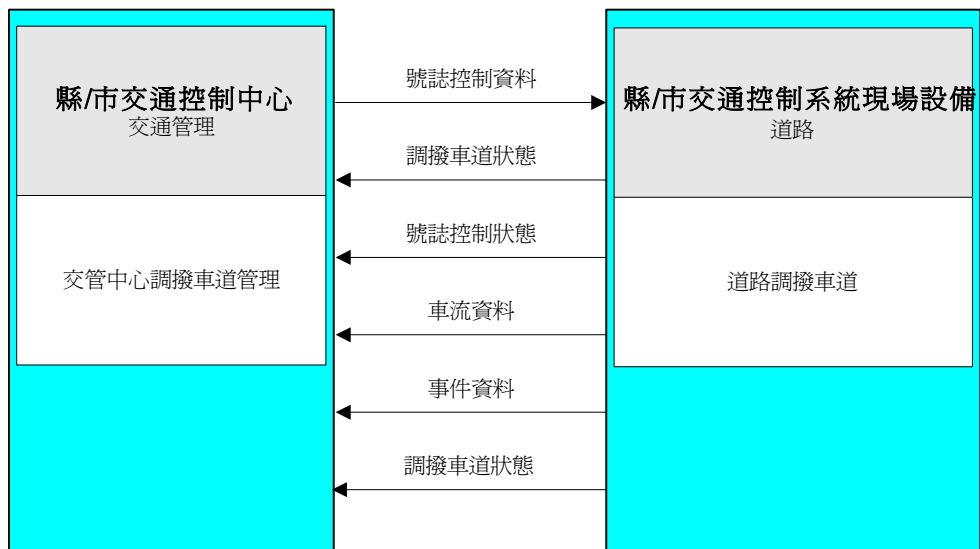 縣/市交通控制中心
交通管理
交管中心調撥車道管理
號誌控制資料
調撥車道狀態
號誌控制狀態
車流資料
事件資料
調撥車道狀態
縣/市交通控制系統現場設備
道路
道路調撥車道